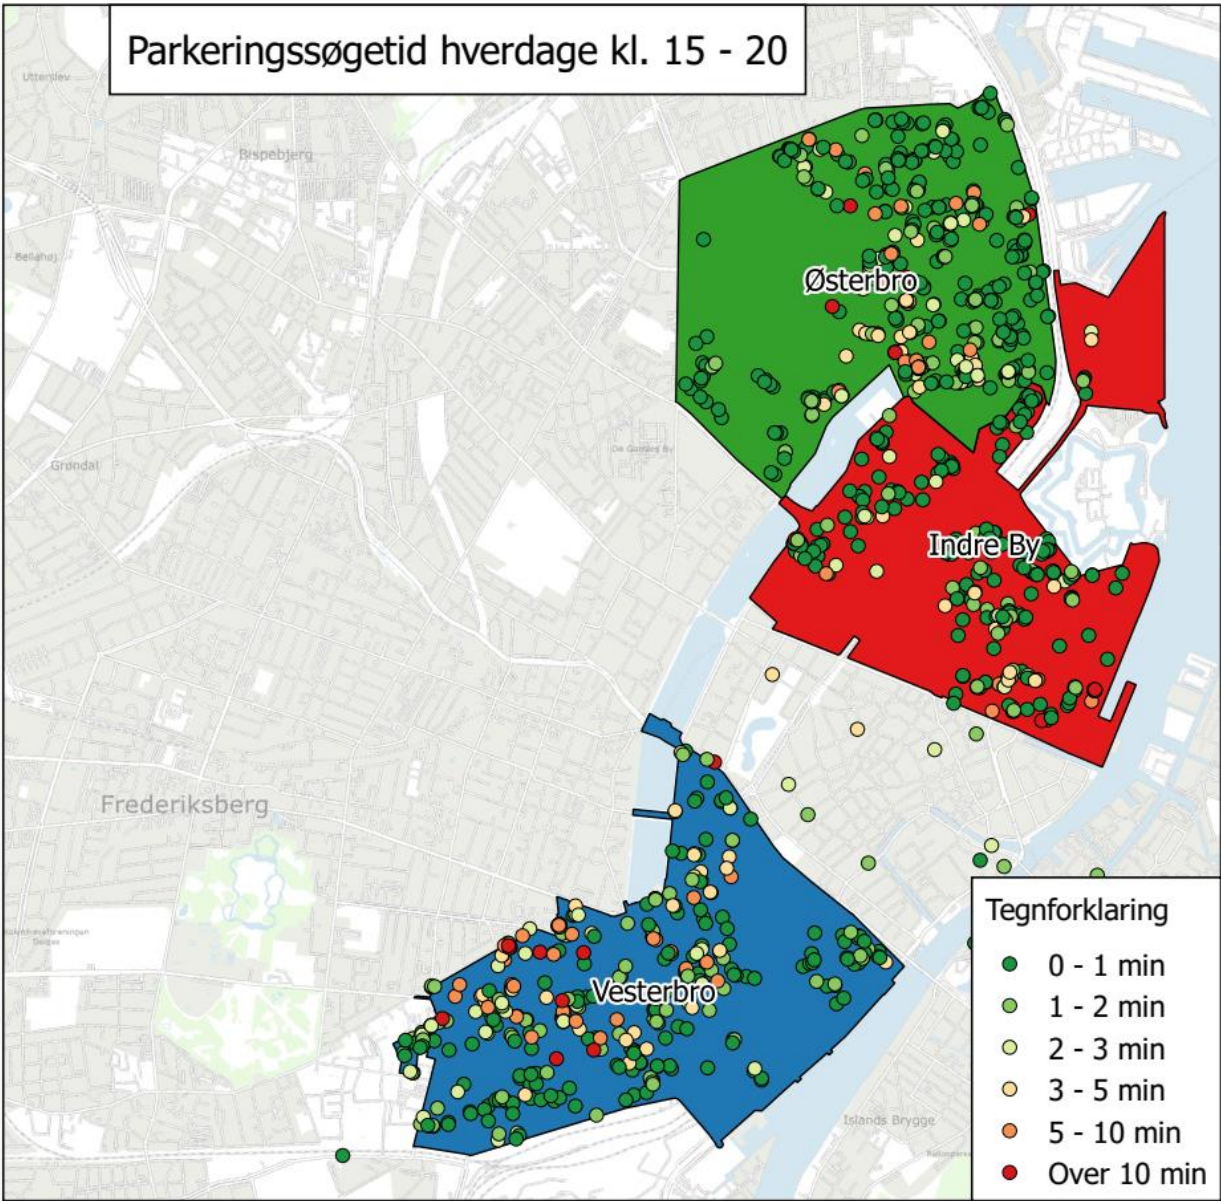 Parkeringssøgetid hverdage kl. 15 - 20
Utterslev
Bispebjerg
Bellahøj
Østerbro
Grøndal
De Gamles By
Indre By
Frederiksberg
Vesterbro
Islands Brygge
Tegnforklaring
0 - 1 min
1 - 2 min
2 - 3 min
3 - 5 min
5 - 10 min
Over 10 min